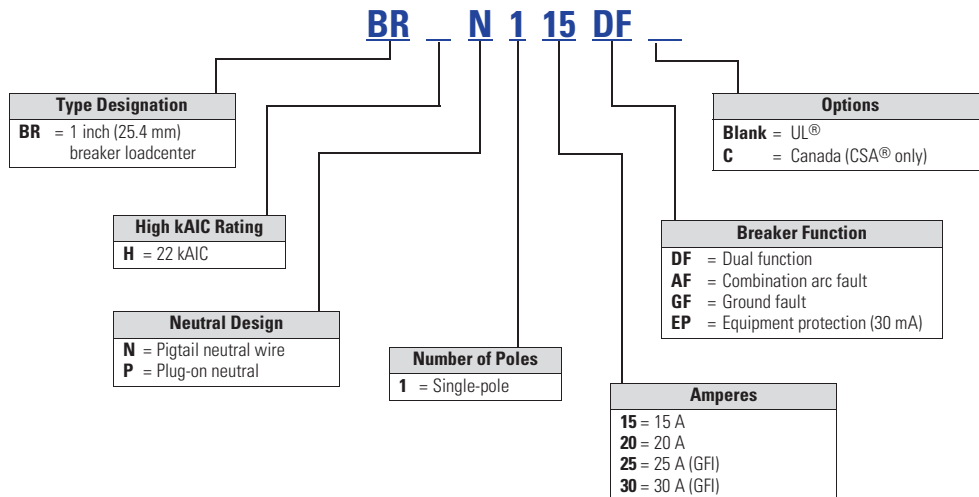 BR _ N 1 15 DF _
Type Designation
BR = 1 inch (25.4 mm)
breaker loadcenter
High kAIC Rating
H = 22 kAIC
Neutral Design
N = Pigtail neutral wire
P = Plug-on neutral
Number of Poles
1 = Single-pole
Amperes
15 = 15 A
20 = 20 A
25 = 25 A (GFI)
30 = 30 A (GFI)
Breaker Function
DF = Dual function
AF = Combination arc fault
GF = Ground fault
EP = Equipment protection (30 mA)
Options
Blank = UL®
C = Canada (CSA® only)